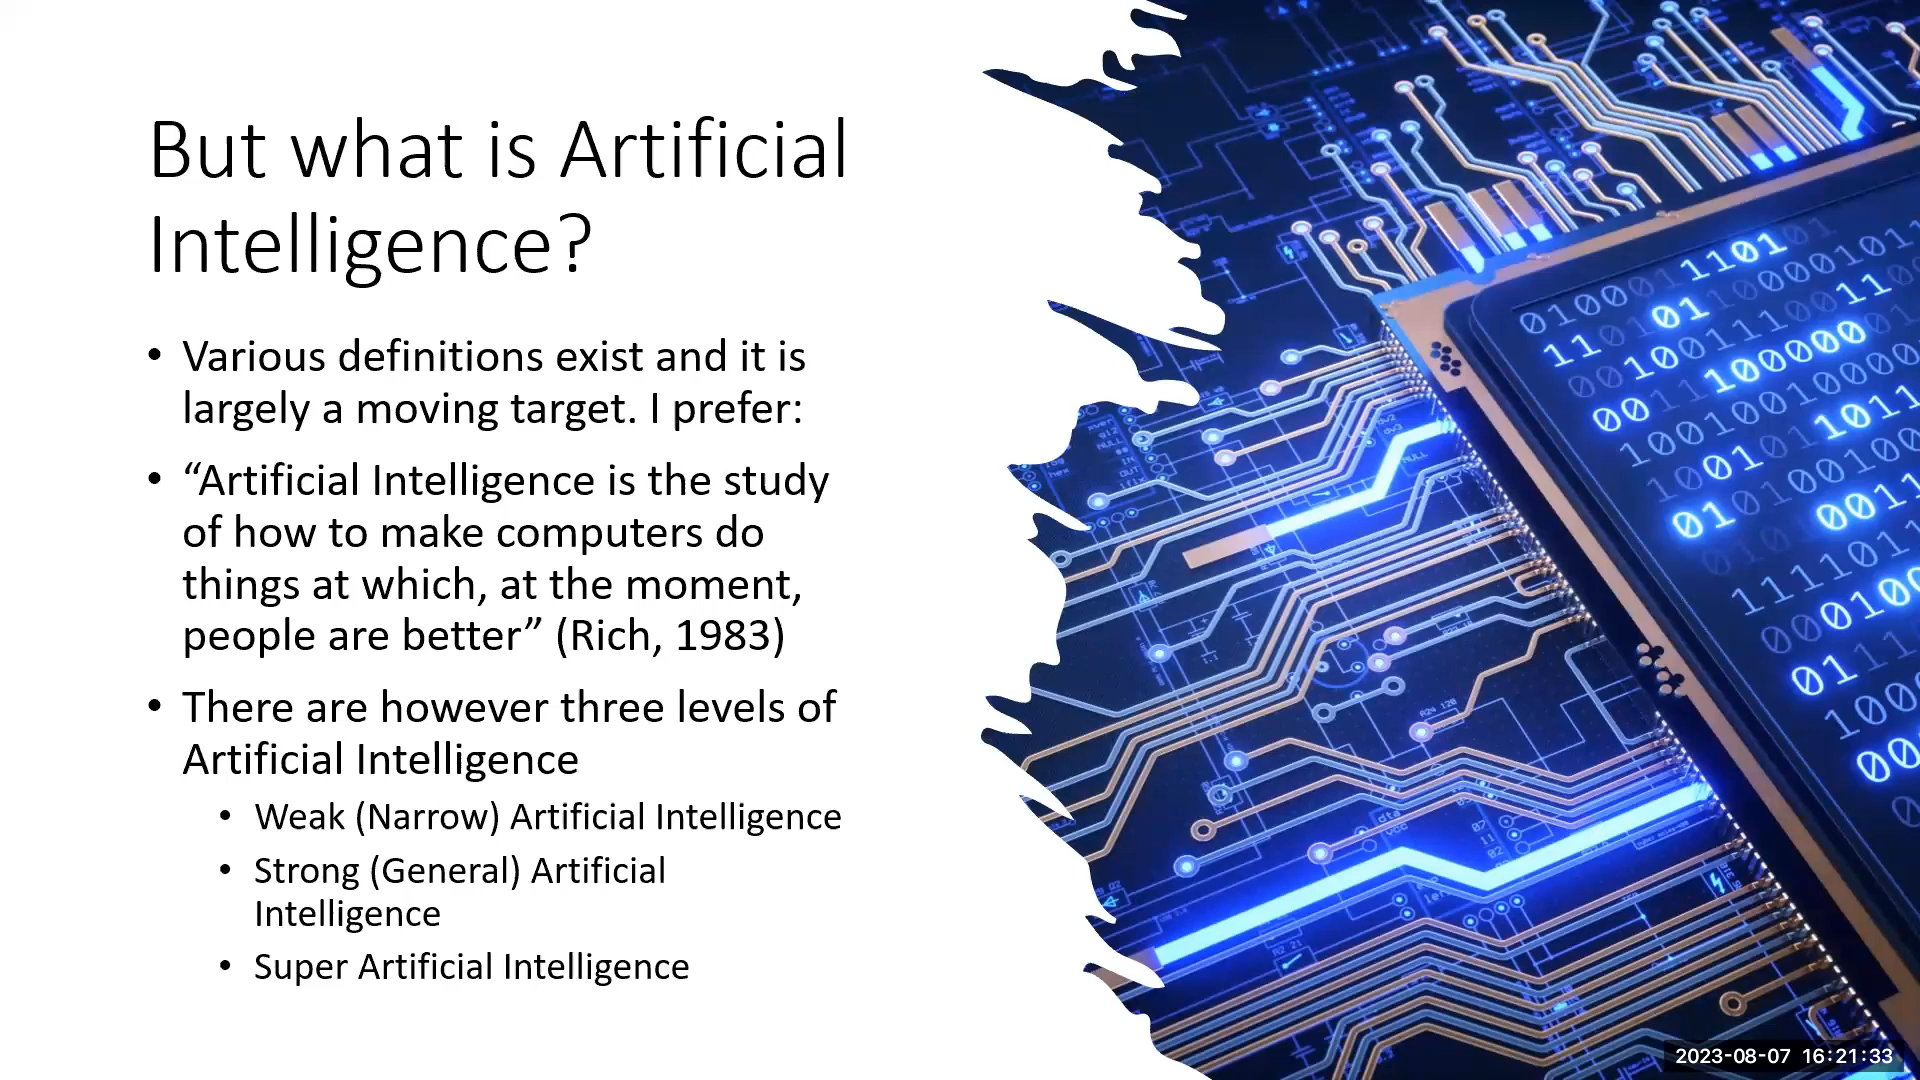 But what is Artificial
Intelligence?
• Various definitions exist and it is
largely a moving target. I prefer:
• “Artificial Intelligence is the study
of how to make computers do
things at which, at the moment,
people are better” (Rich, 1983)
• There are however three levels of
Artificial Intelligence
• Weak (Narrow) Artificial Intelligence
• Strong (General) Artificial
Intelligence
• Super Artificial Intelligence
2023-08-07 16:21:33